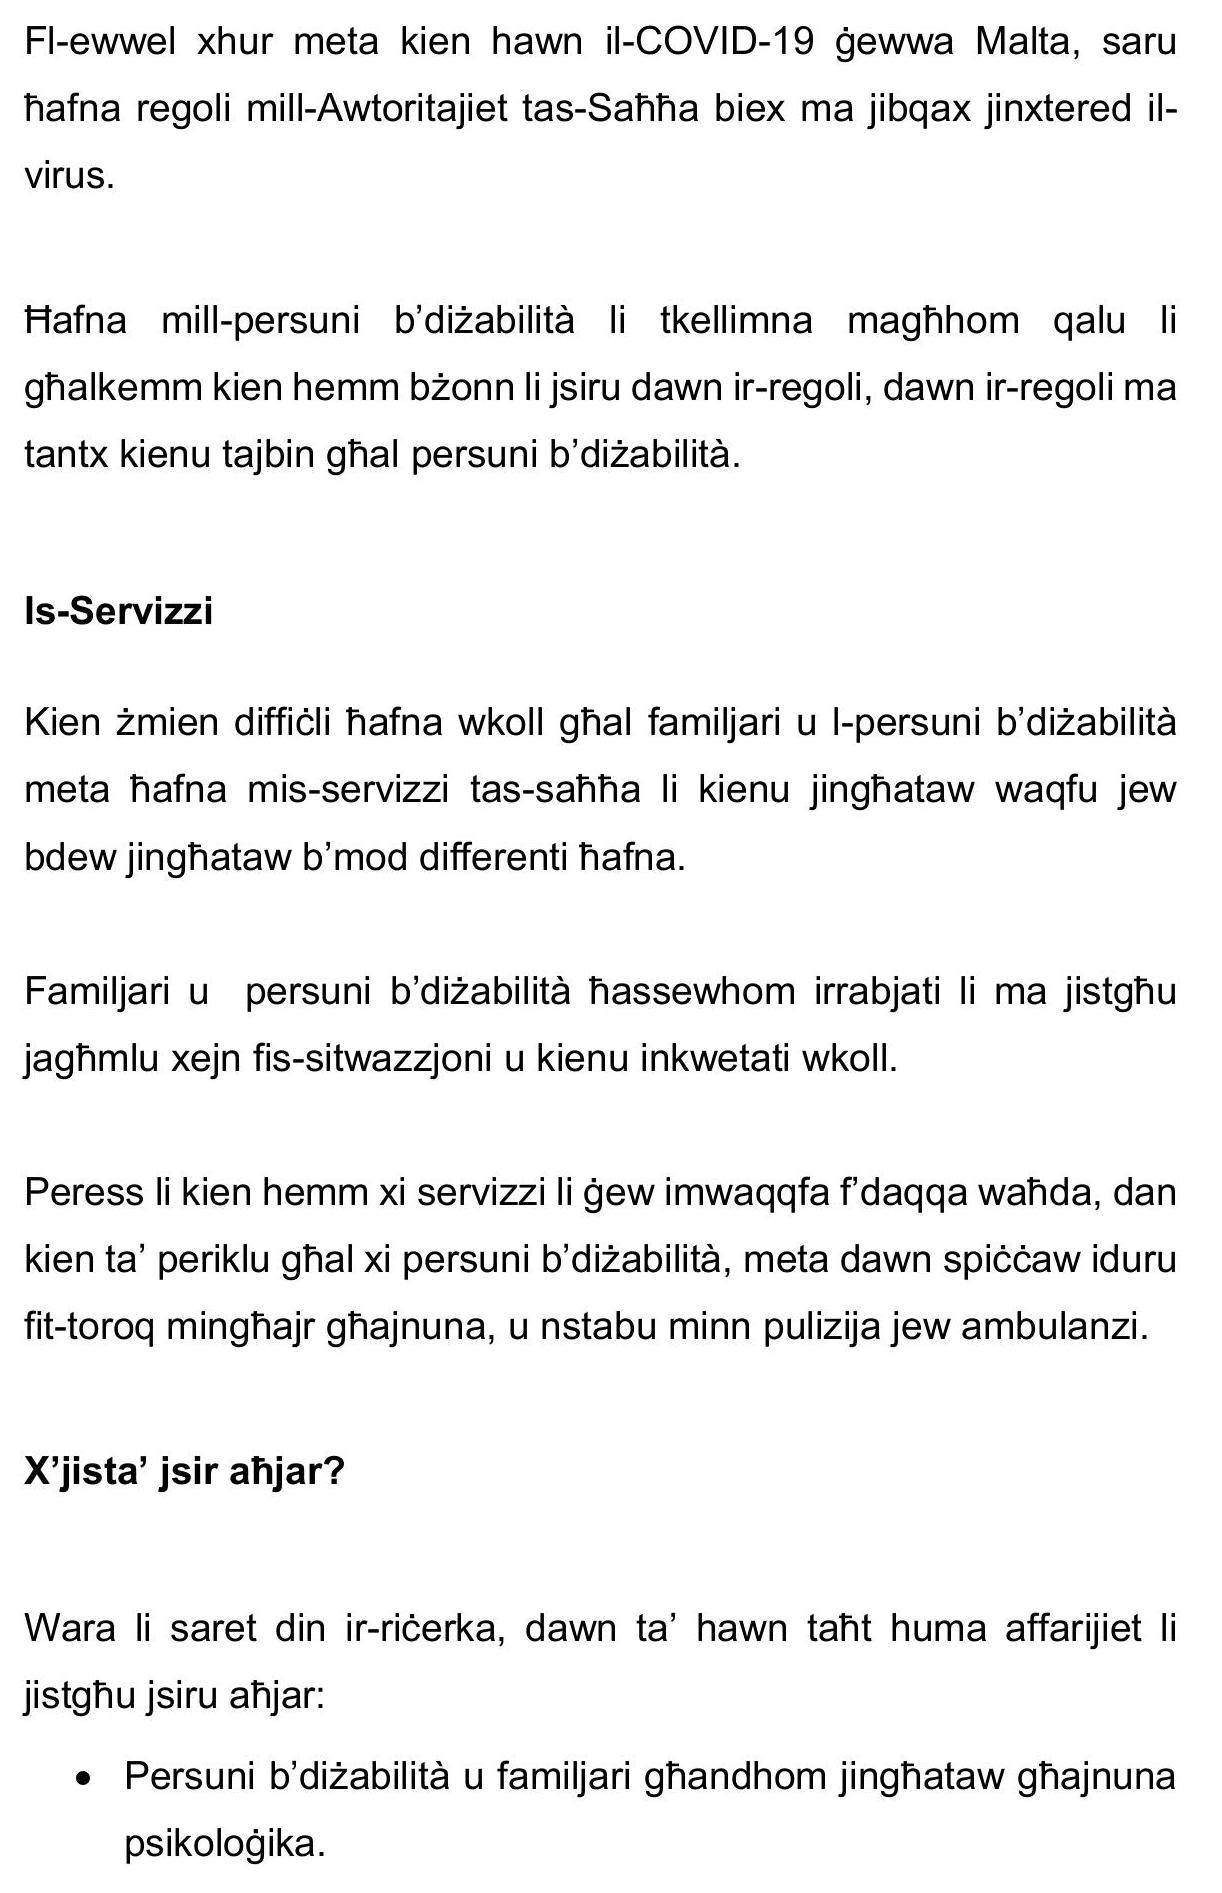 Fl-ewwel xhur meta kien hawn il-COVID-19 ġewwa Malta, saru
ħafna regoli mill-Awtoritajiet tas-Saħħa biex ma jibqax jinxtered il-
virus.
Ħafna mill-persuni b’diżabilità li tkellimna magħhom qalu li
għalkemm kien hemm bżonn li jsiru dawn ir-regoli, dawn ir-regoli ma
tantx kienu tajbin għal persuni b’diżabilità.
Is-Servizzi
Kien żmien diffiċli ħafna wkoll għal familjari u l-persuni b’diżabilità
meta ħafna mis-servizzi tas-saħħa li kienu jingħataw waqfu jew
bdew jingħataw b’mod differenti ħafna.
Familjari u persuni b’diżabilità ħassewhom irrabjati li ma jistgħu
jagħmlu xejn fis-sitwazzjoni u kienu inkwetati wkoll.
Peress li kien hemm xi servizzi li ġew imwaqqfa f’daqqa waħda, dan
kien ta’ periklu għal xi persuni b’diżabilità, meta dawn spiċċaw iduru
fit-toroq mingħajr għajnuna, u nstabu minn pulizija jew ambulanzi.
X’jista’ jsir aħjar?
Wara li saret din ir-riċerka, dawn ta’ hawn taħt huma affarijiet li
jistgħu jsiru aħjar:
• Persuni b’diżabilità u familjari għandhom jingħataw għajnuna
psikoloġika.